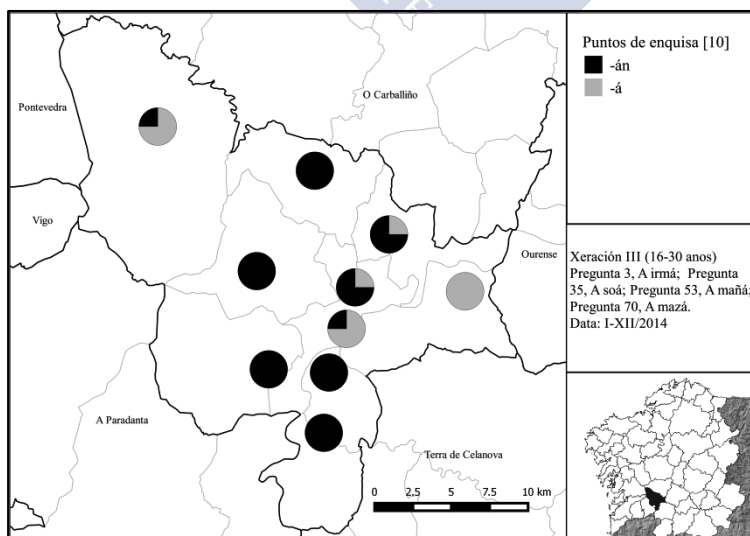 Pontevedra
O Carballiño
Vigo
Ourense
A Paradanta
Terra de Celanova
0 2.5 5 7.5 10 km
Puntos de enquisa [10]
-án
-á
Xeración III (16-30 anos)
Pregunta 3, A irmá; Pregunta
35, A soá; Pregunta 53, A mañá;
Pregunta 70, A mazá.
Data: I-XII/2014